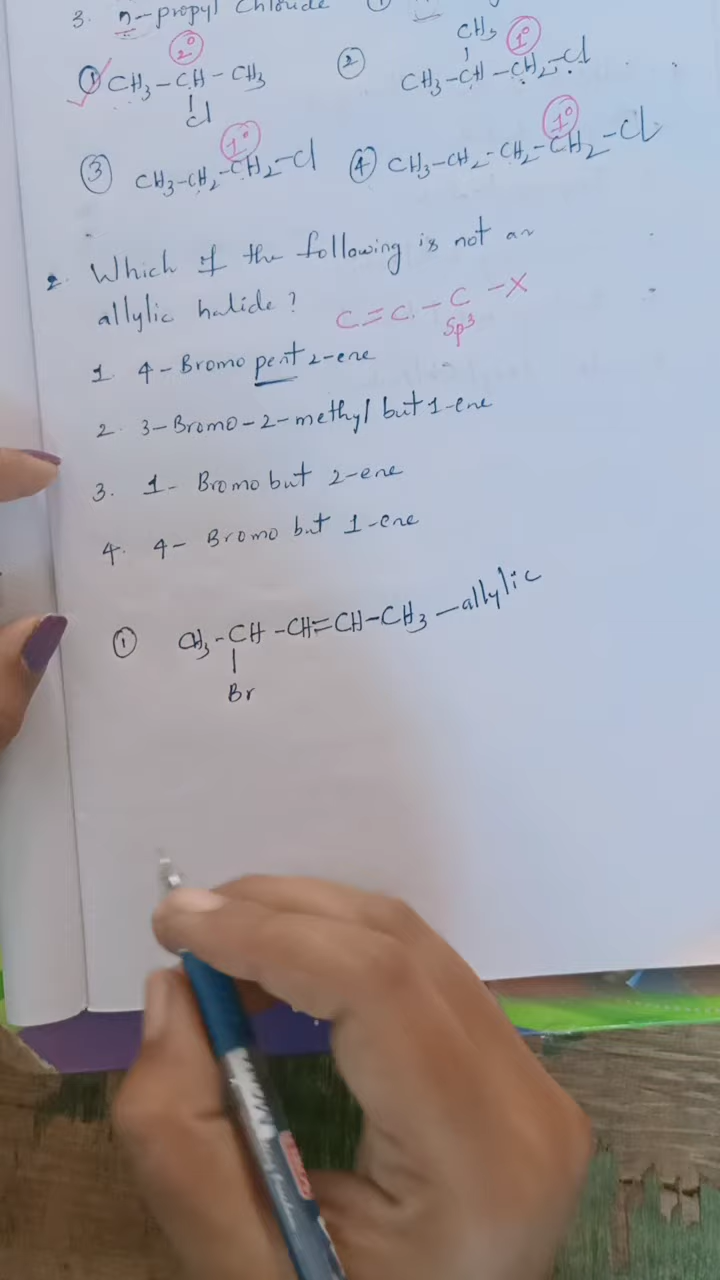 3. n-propyl Chloride ①
① CH3-CH-CH3 2°
Cl
CH3
② CH3-CH-CH2-Cl 1°
③ CH3-CH2-CH2-Cl 1°
④ CH3-CH2-CH2-CH2-Cl 1°
2. Which of the following is not an
allylic halide? C=C-C-X
Sp3
1. 4-Bromo pent 2-ene
2. 3-Bromo-2-methyl but 1-ene
3. 1- Bromo but 2-ene
4. 4- Bromo but 1-ene
① CH3-CH-CH=CH-CH3-allylic
Br